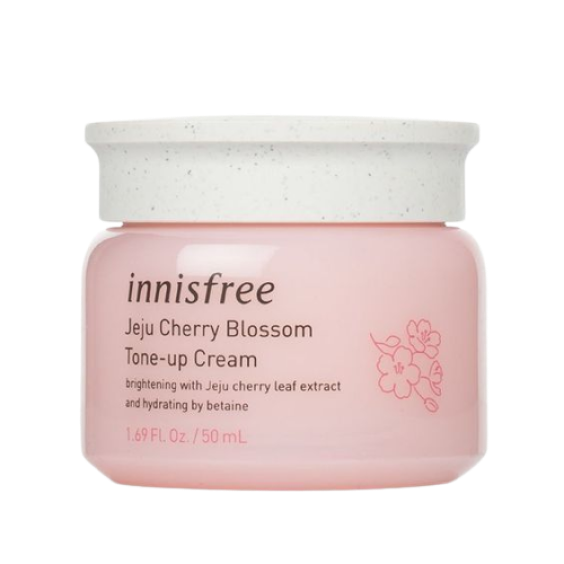 innisfree
Jeju Cherry Blossom
Tone-up Cream
brightening with Jeju cherry leaf extract
and hydrating by betaine
1.69 Fl. Oz. / 50 mL